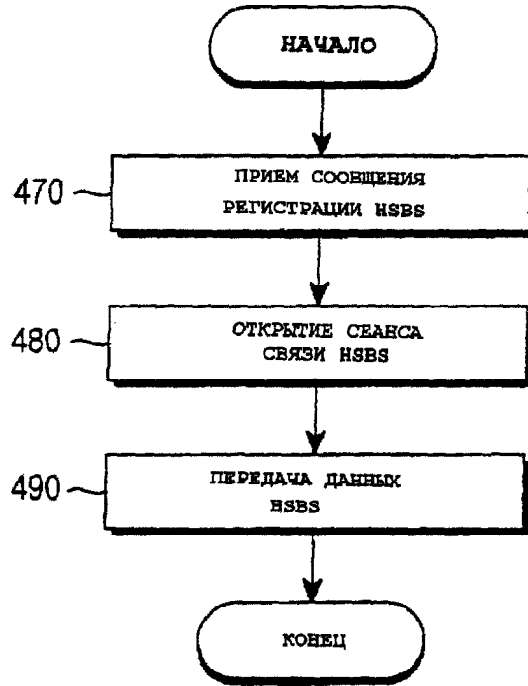 НАЧАЛО
470
ПРИЕМ СООБЩЕНИЯ
РЕГИСТРАЦИИ HSBS
480
ОТКРЫТИЕ СЕАНСА
СВЯЗИ HSBS
490
ПЕРЕДАЧА ДАННЫХ
HSBS
КОНЕЦ